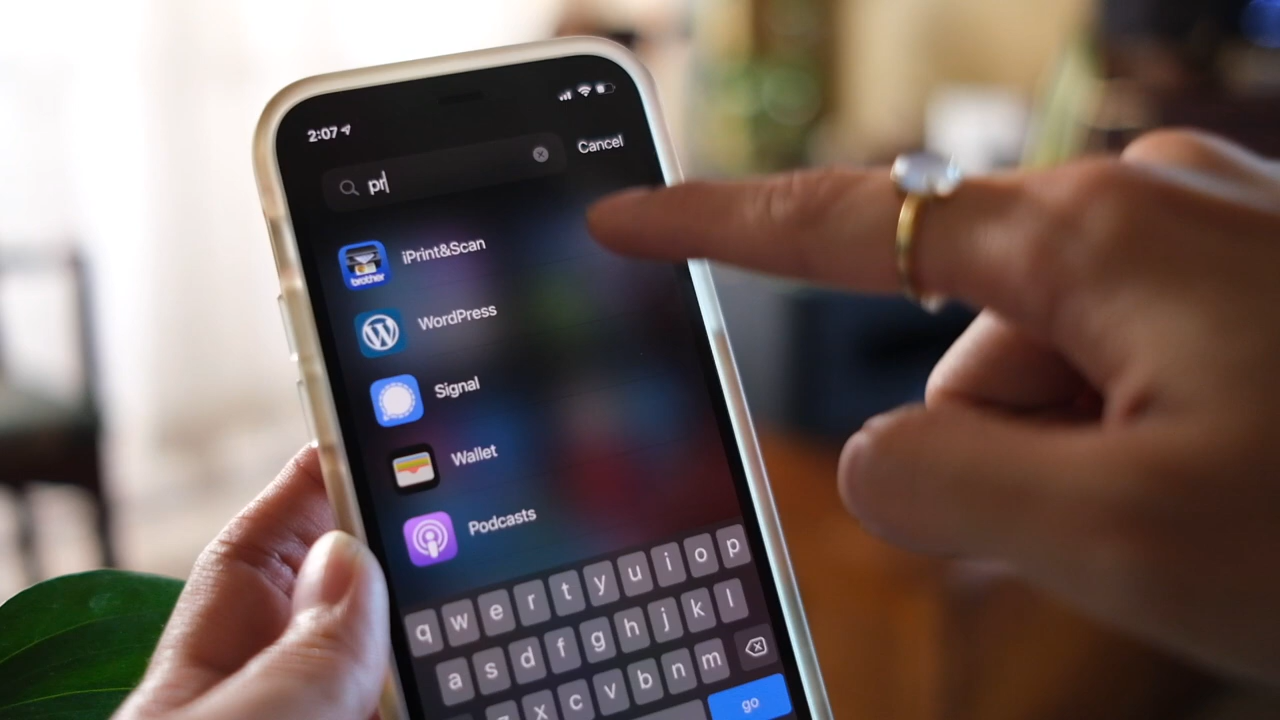 2:07
Cancel
pr
iPrint&Scan
brother
WordPress
W
Signal
Wallet
Podcasts
q w e r t y u i o p
a s d f g h j k l
z x c v b n m
go